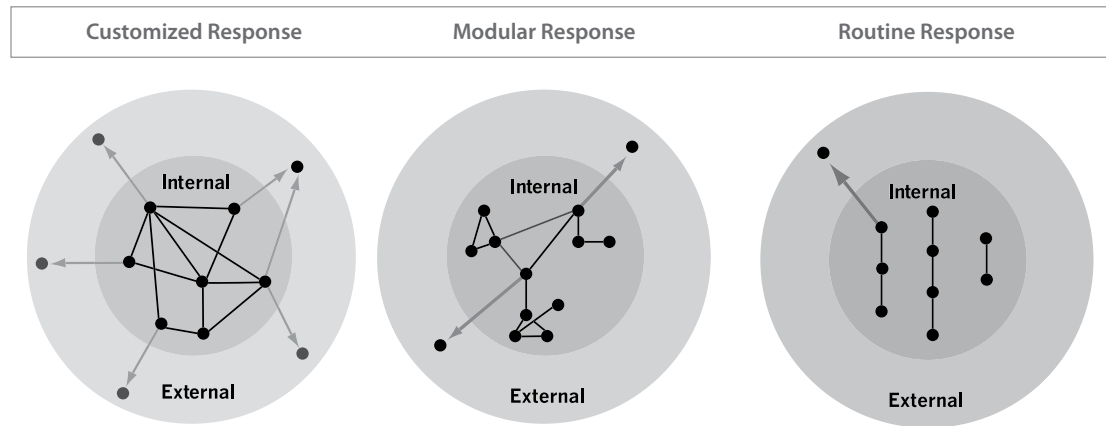 Customized Response Modular Response Routine Response
Internal Internal Internal
External External External